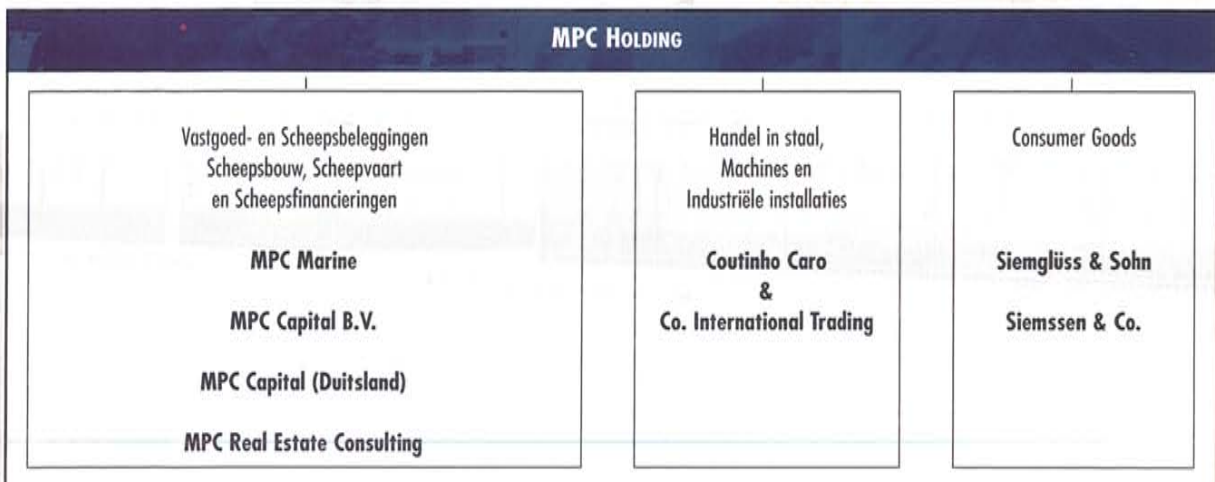 MPC HOLDING
Vastgoed- en Scheepsbeleggingen
Scheepsbouw, Scheepvaart
en Scheepsfinancieringen
MPC Marine
MPC Capital B.V.
MPC Capital (Duitsland)
MPC Real Estate Consulting
Handel in staal,
Machines en
Industriële installaties
Coutinho Caro
&
Co. International Trading
Consumer Goods
Siemglüss & Sohn
Siemssen & Co.